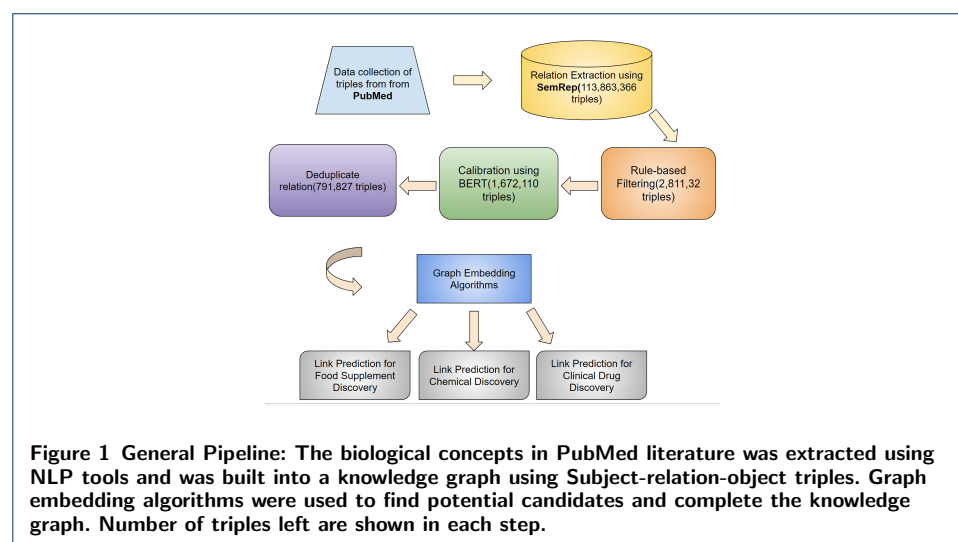 Data collection of
triples from from
PubMed
Relation Extraction using
SemRep(113,863,366
triples)
Deduplicate
relation(791,827 triples)
Calibration using
BERT(1,672,110
triples)
Rule-based
Filtering(2,811,32
triples)
Graph Embedding
Algorithms
Link Prediction for
Food Supplement
Discovery
Link Prediction for
Chemical Discovery
Link Prediction for
Clinical Drug
Discovery
Figure 1 General Pipeline: The biological concepts in PubMed literature was extracted using
NLP tools and was built into a knowledge graph using Subject-relation-object triples. Graph
embedding algorithms were used to find potential candidates and complete the knowledge
graph. Number of triples left are shown in each step.